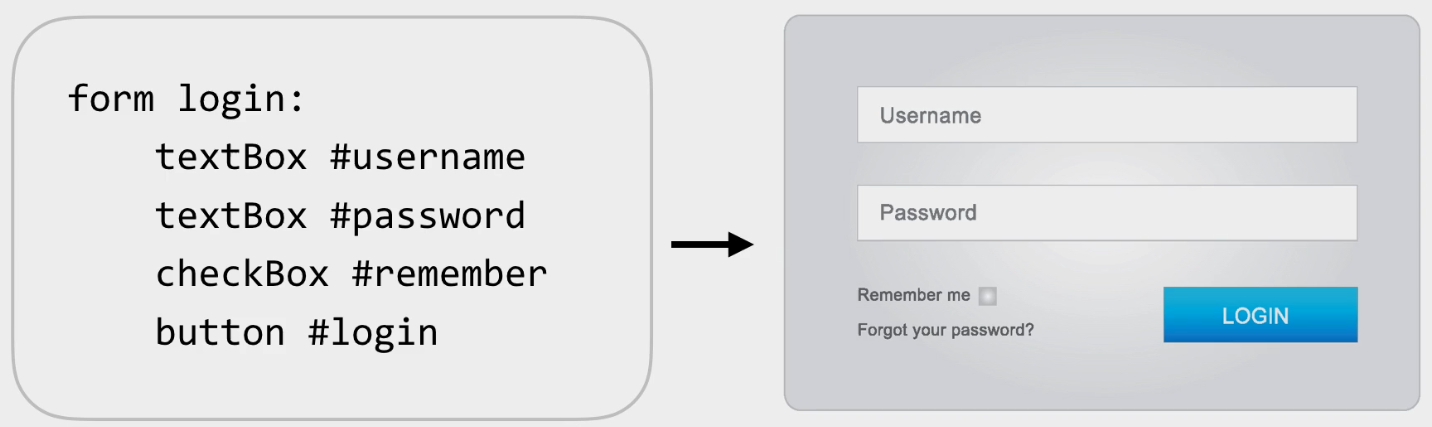 form login:
textBox #username
textBox #password
checkBox #remember
button #login
Username
Password
Remember me
Forgot your password?
LOGIN